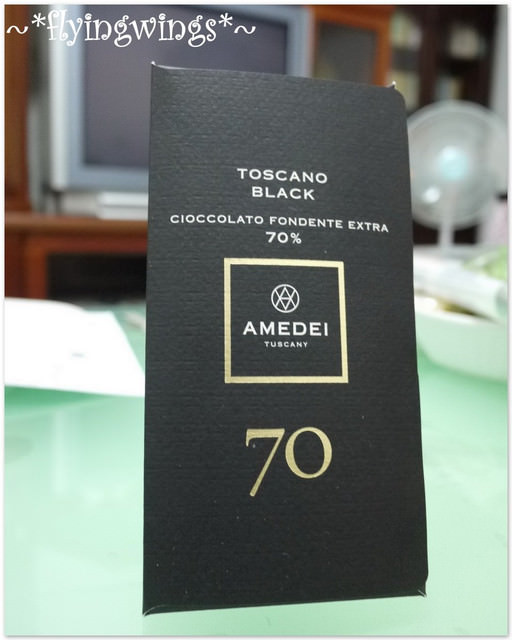 ~*flyingwings*~
TOSCANO
BLACK
CIOCCOLATO FONDENTE EXTRA
70%
AMEDEI
TUSCANY
70